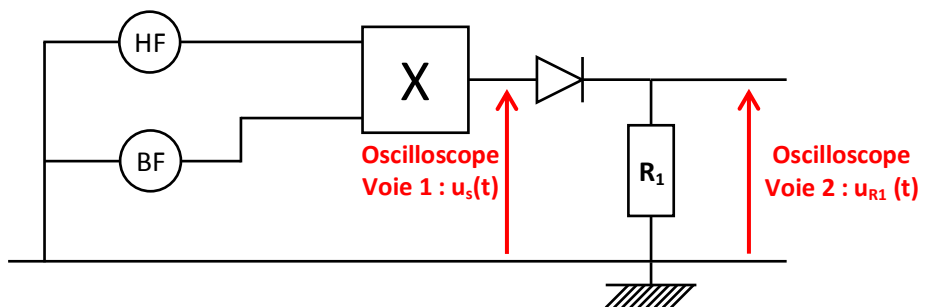 HF
X
BF
Oscilloscope
Voie 1 : us(t)
R1
Oscilloscope
Voie 2 : uR1 (t)